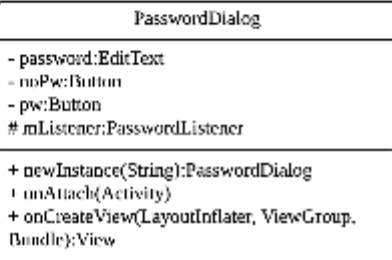 PasswordDialog
- password:EditText
- noPw:Button
- pw:Button
# mListener:PasswordListener
+ newInstance(String):PasswordDialog
+ onAttach(Activity)
+ onCreateView(LayoutInflater, ViewGroup,
Bundle):View